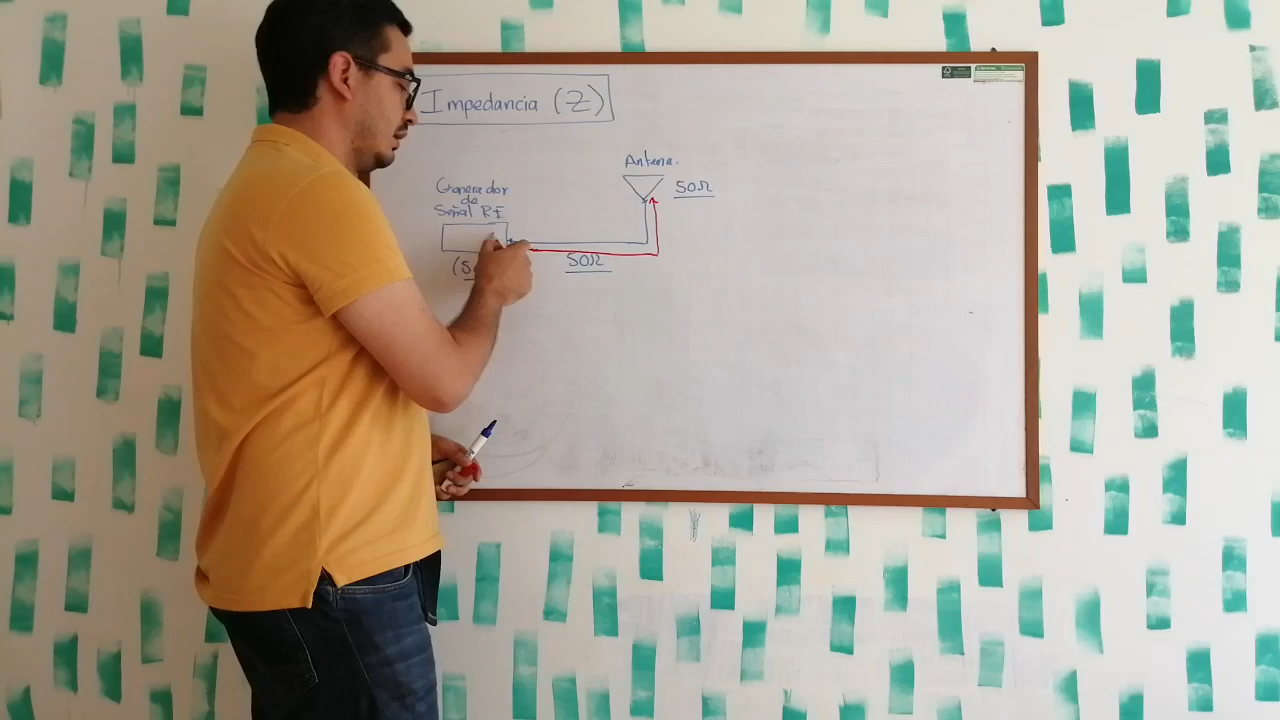 Impedancia (Z)
Antena.
50Ω
Generador
de
Señal RF
50Ω